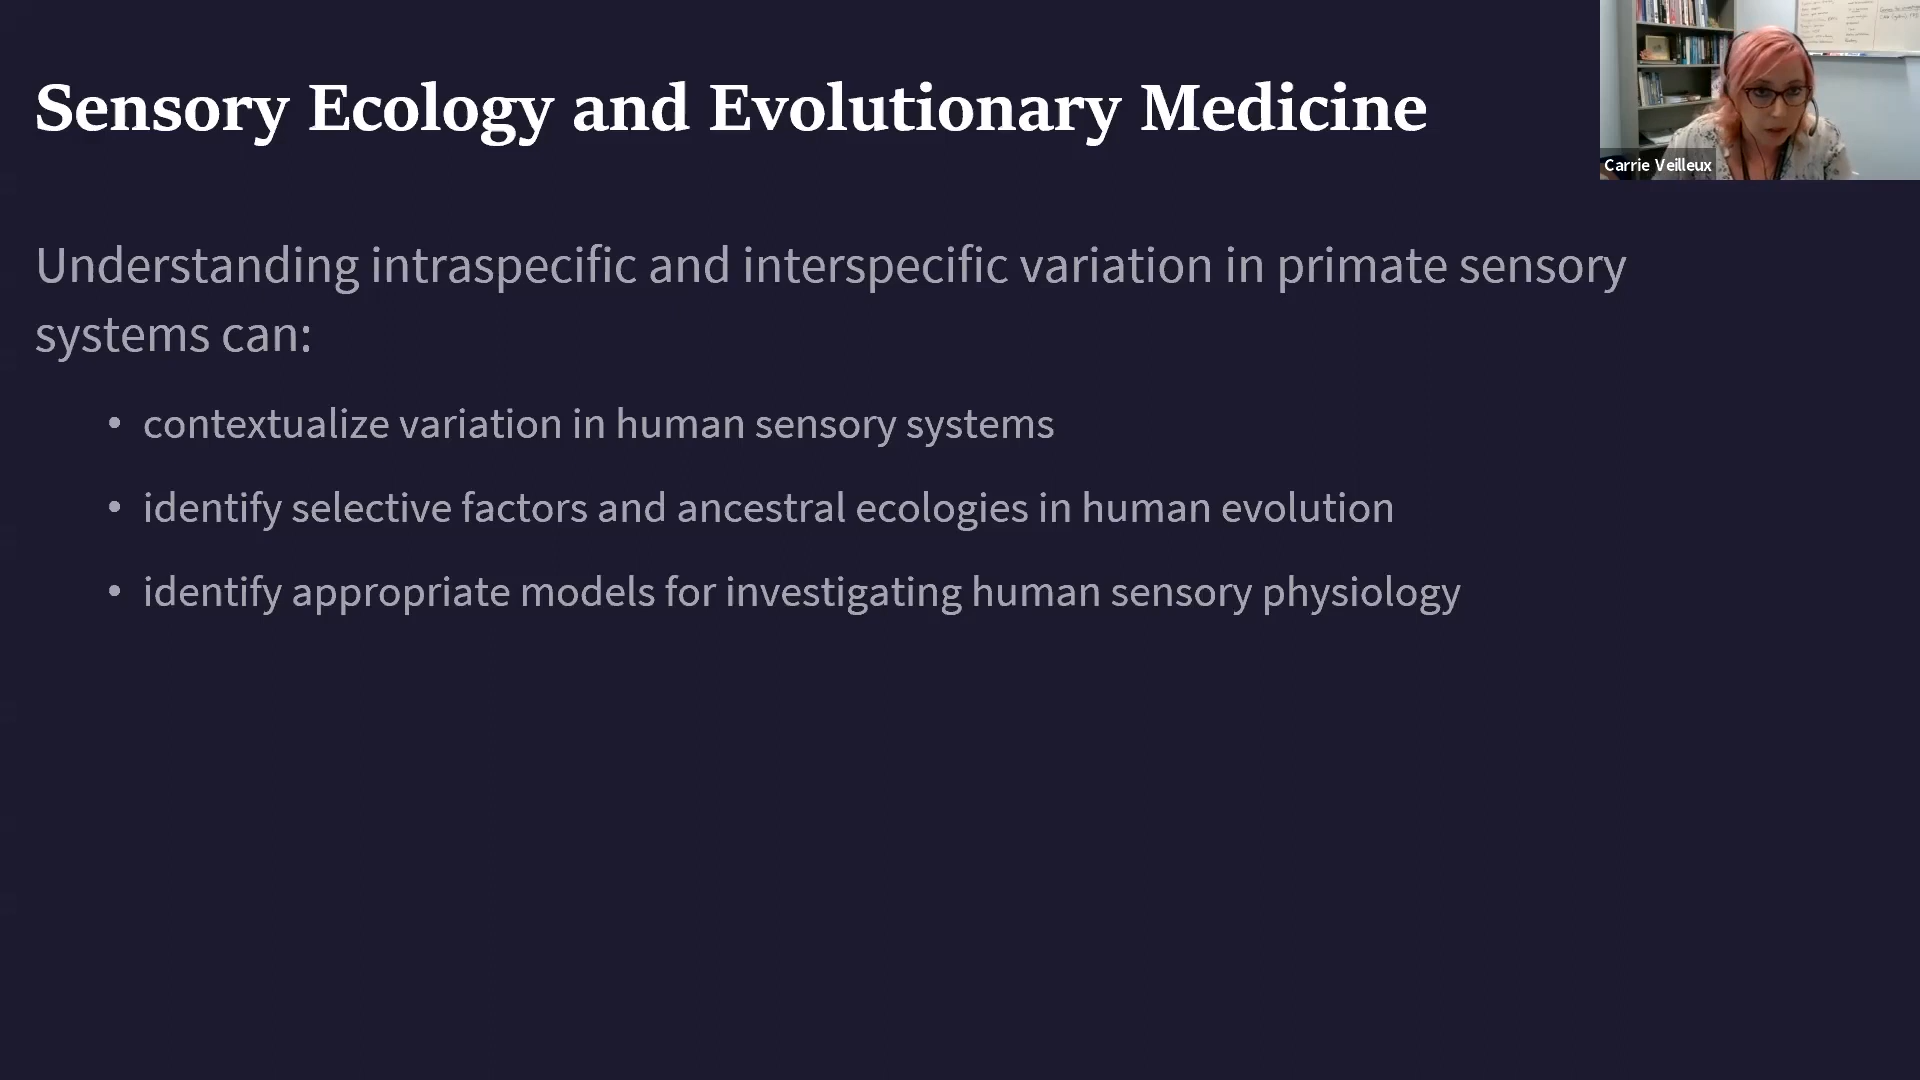 Sensory Ecology and Evolutionary Medicine
Carrie Veilleux
Understanding intraspecific and interspecific variation in primate sensory
systems can:
• contextualize variation in human sensory systems
• identify selective factors and ancestral ecologies in human evolution
• identify appropriate models for investigating human sensory physiology